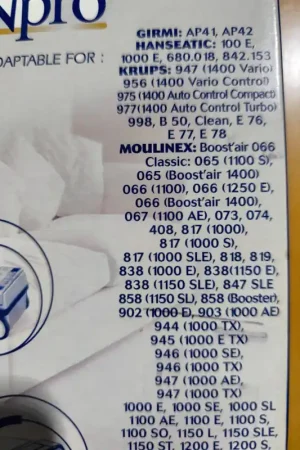 Npro
ADAPTABLE FOR :
GIRMI: AP41, AP42
HANSEATIC: 100 E,
1000 E, 680.018, 842.153
KRUPS: 947 (1400 Vario)
956 (1400 Vario Control)
975 (1400 Auto Control Compact)
977(1400 Auto Control Turbo)
998, B 50, Clean, E 76,
E 77, E 78
MOULINEX: Boost'air 066
Classic: 065 (1100 S),
065 (Boost'air 1400)
066 (1100), 066 (1250 E),
066 (Boost'air 1400),
067 (1100 AE), 073, 074,
408, 817 (1000),
817 (1000 S),
817 (1000 SLE), 818, 819,
838 (1000 E), 838(1150 E),
838 (1150 SLE), 847 SLE
858 (1150 SL), 858 (Booster),
902 (1000 E), 903 (1000 AE)
944 (1000 TX),
945 (1000 E TX)
946 (1000 SE),
946 (1000 TX)
947 (1000 AE),
947 (1000 TX)
1000 E, 1000 SE, 1000 SL
1100 AE, 1100 E, 1100 S,
1100 SO, 1150 L, 1150 SLE,
1150 ST, 1200 E, 1200 S,